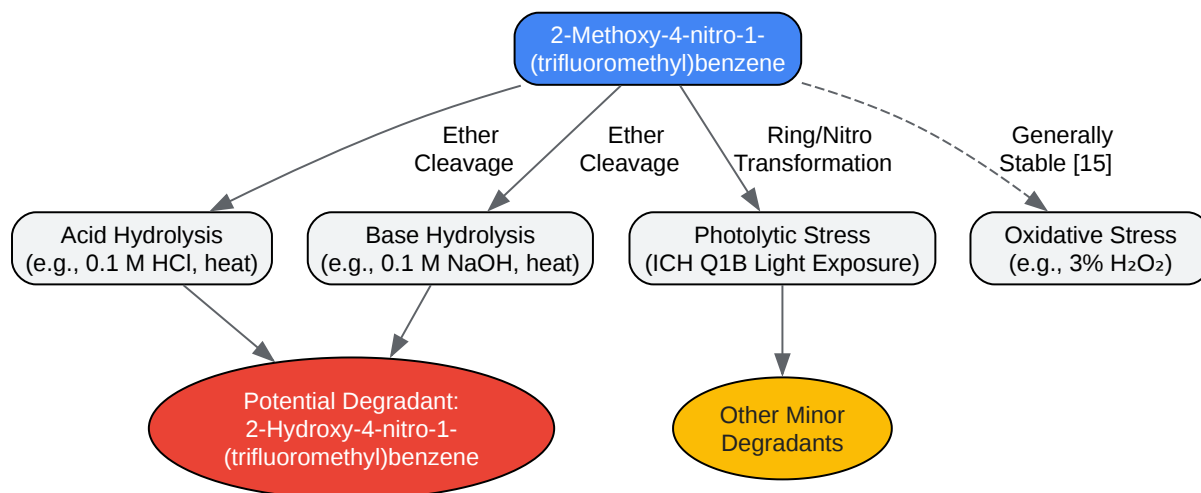 2-Methoxy-4-nitro-1-
(trifluoromethyl)benzene
Ether
Cleavage
Ether
Cleavage
Ring/Nitro
Transformation
Generally
Stable [15]
Acid Hydrolysis
(e.g., 0.1 M HCl, heat)
Base Hydrolysis
(e.g., 0.1 M NaOH, heat)
Photolytic Stress
(ICH Q1B Light Exposure)
Oxidative Stress
(e.g., 3% H₂O₂)
Potential Degradant:
2-Hydroxy-4-nitro-1-
(trifluoromethyl)benzene
Other Minor
Degradants